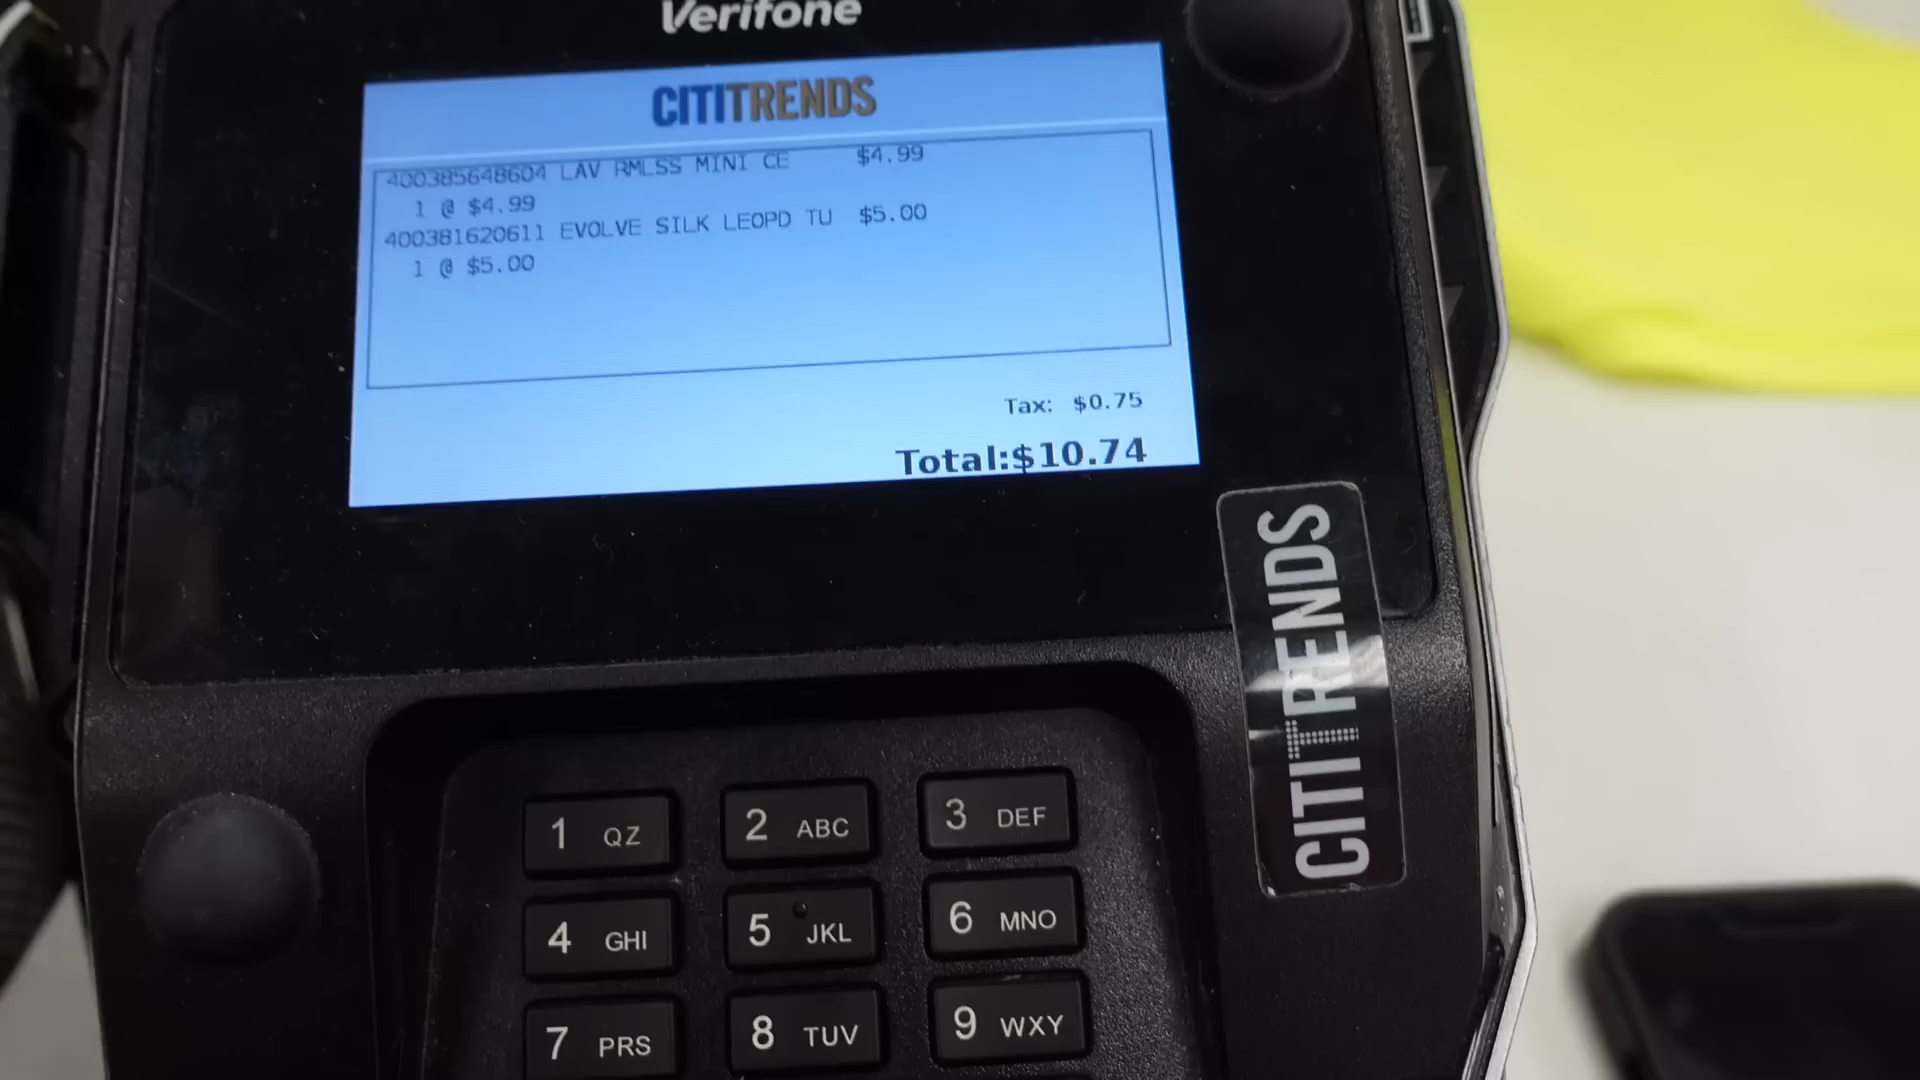 Verifone
CITITRENDS
400385648604 LAV RMLSS MINI CE $4.99
1 @ $4.99
400381620611 EVOLVE SILK LEOPD TU $5.00
1 @ $5.00
Tax: $0.75
Total:$10.74
CITITRENDS
1 QZ
2 ABC
3 DEF
4 GHI
5 JKL
6 MNO
7 PRS
8 TUV
9 WXY